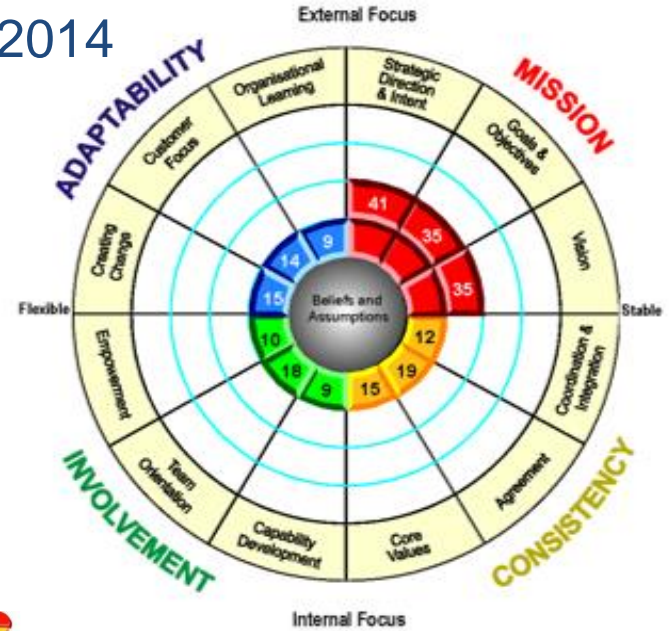 2014
External Focus
ADAPTABILITY
MISSION
Organisational
Learning
Strategic
Direction
& Intent
Customer
Focus
Goals &
Objectives
Creating
Change
Vision
41
35
35
9
14
15
Beliefs and
Assumptions
Flexible
Stable
10
18
9
15
19
12
Empowerment
Coordination &
Integration
Team
Orientation
Agreement
Capability
Development
Core
Values
INVOLVEMENT
CONSISTENCY
Internal Focus